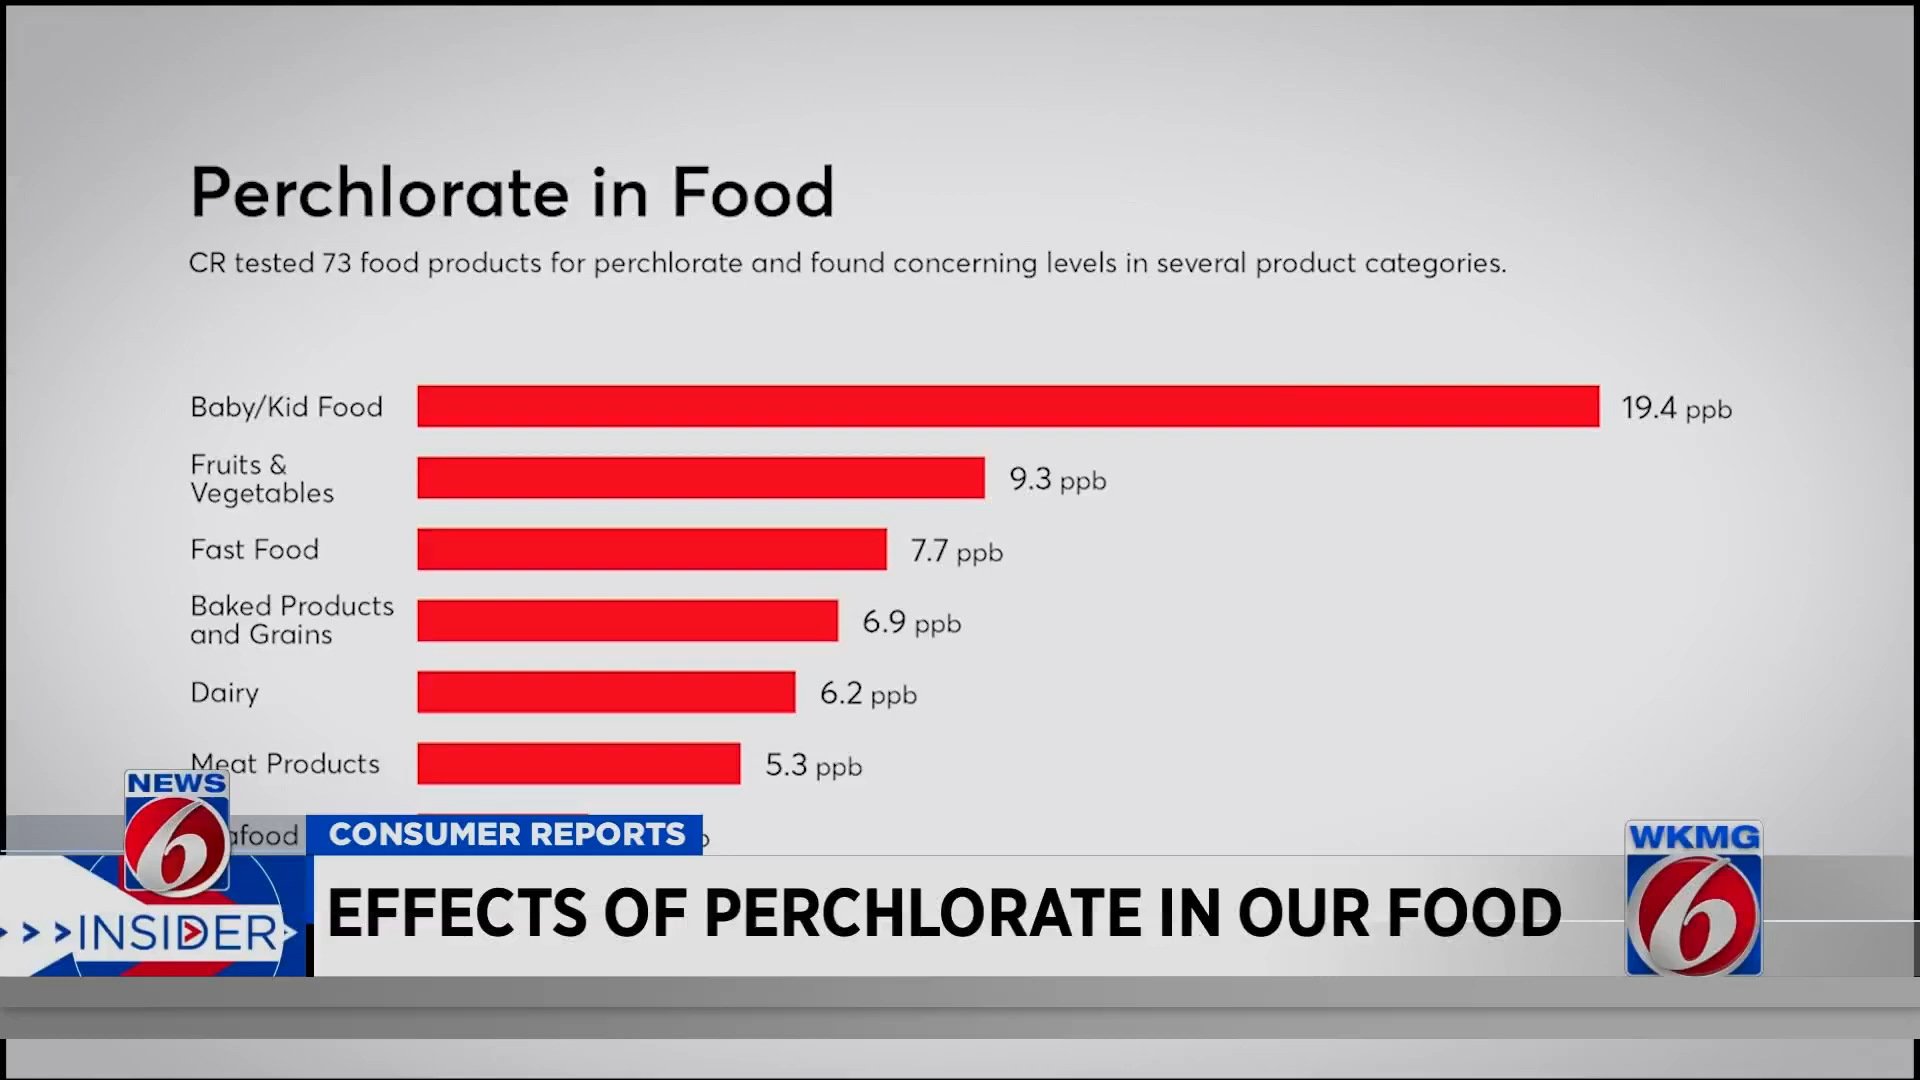 Perchlorate in Food
CR tested 73 food products for perchlorate and found concerning levels in several product categories.
Baby/Kid Food 19.4 ppb
Fruits &
Vegetables 9.3 ppb
Fast Food 7.7 ppb
Baked Products
and Grains 6.9 ppb
Dairy 6.2 ppb
Meat Products 5.3 ppb
NEWS
6
INSIDER
CONSUMER REPORTS
EFFECTS OF PERCHLORATE IN OUR FOOD
WKMG
6